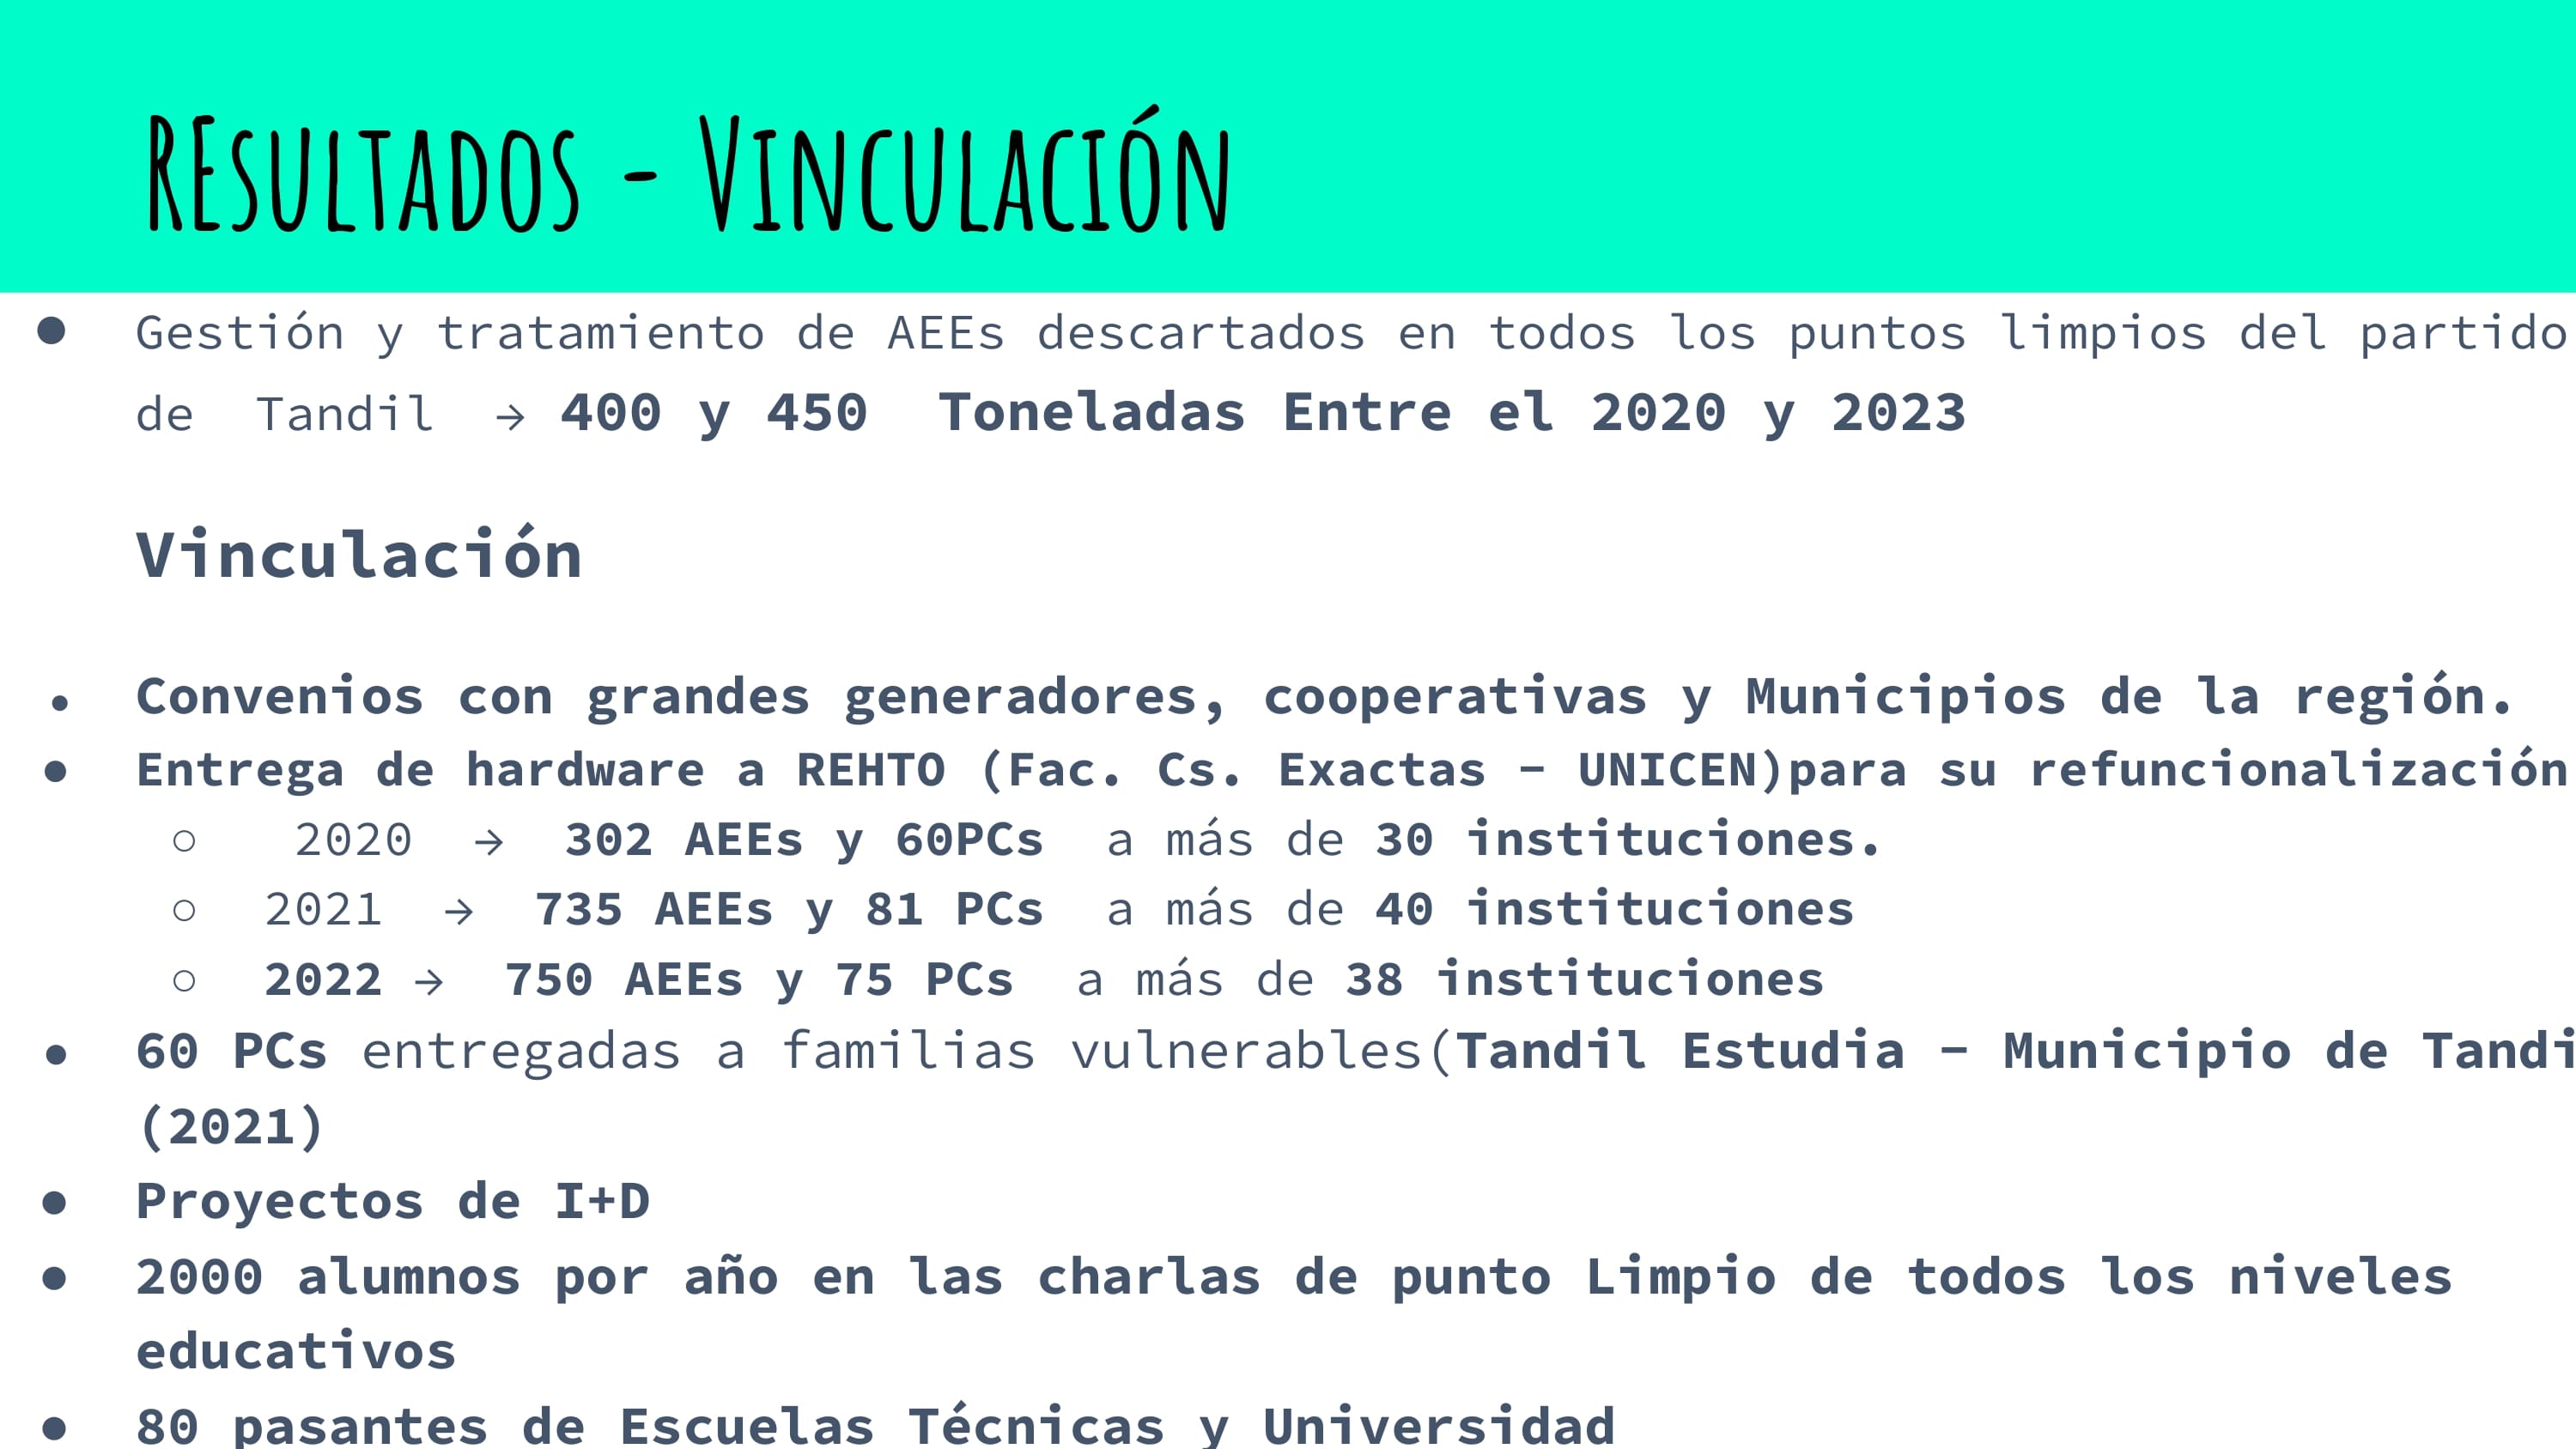 REsultados - Vinculación
● Gestión y tratamiento de AEEs descartados en todos los puntos limpios del partido
de Tandil → 400 y 450 Toneladas Entre el 2020 y 2023
Vinculación
● Convenios con grandes generadores, cooperativas y Municipios de la región.
● Entrega de hardware a REHTO (Fac. Cs. Exactas - UNICEN)para su refuncionalización
○ 2020 → 302 AEEs y 60PCs a más de 30 instituciones.
○ 2021 → 735 AEEs y 81 PCs a más de 40 instituciones
○ 2022 → 750 AEEs y 75 PCs a más de 38 instituciones
● 60 PCs entregadas a familias vulnerables(Tandil Estudia - Municipio de Tandi
(2021)
● Proyectos de I+D
● 2000 alumnos por año en las charlas de punto Limpio de todos los niveles
educativos
● 80 pasantes de Escuelas Técnicas y Universidad